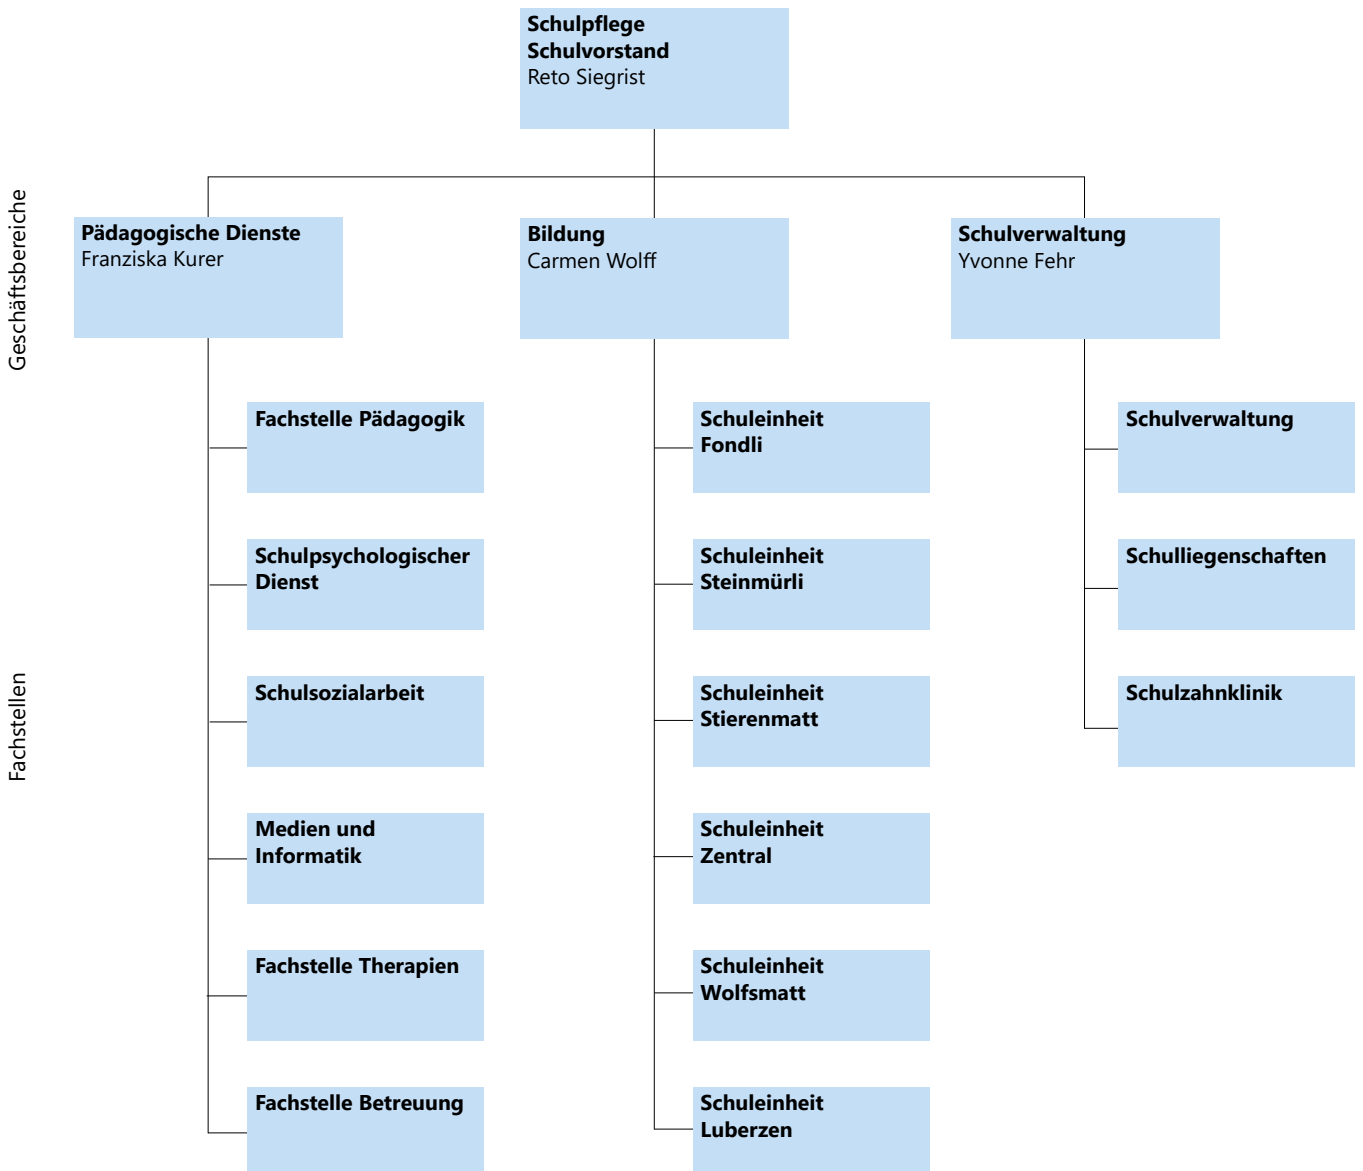 Schulpflege
Schulvorstand
Reto Siegrist
Geschäftsbereiche
Pädagogische Dienste
Franziska Kurer
Bildung
Carmen Wolff
Schulverwaltung
Yvonne Fehr
Fachstellen
Fachstelle Pädagogik
Schulpsychologischer
Dienst
Schulsozialarbeit
Medien und
Informatik
Fachstelle Therapien
Fachstelle Betreuung
Schuleinheit
Fondli
Schuleinheit
Steinmürli
Schuleinheit
Stierenmatt
Schuleinheit
Zentral
Schuleinheit
Wolfsmatt
Schuleinheit
Luberzen
Schulverwaltung
Schulliegenschaften
Schulzahnklinik